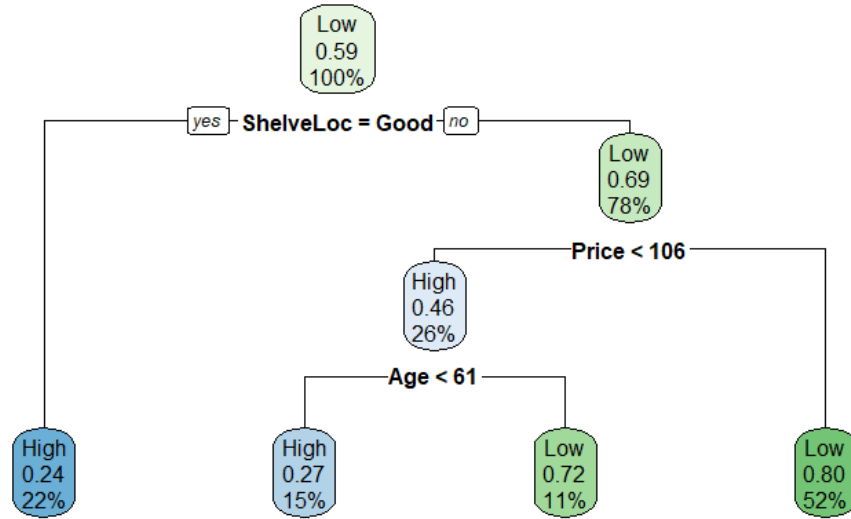 Low
0.59
100%
yes ShelveLoc = Good no
Low
0.69
78%
Price < 106
High
0.46
26%
Age < 61
High
0.24
22%
High
0.27
15%
Low
0.72
11%
Low
0.80
52%